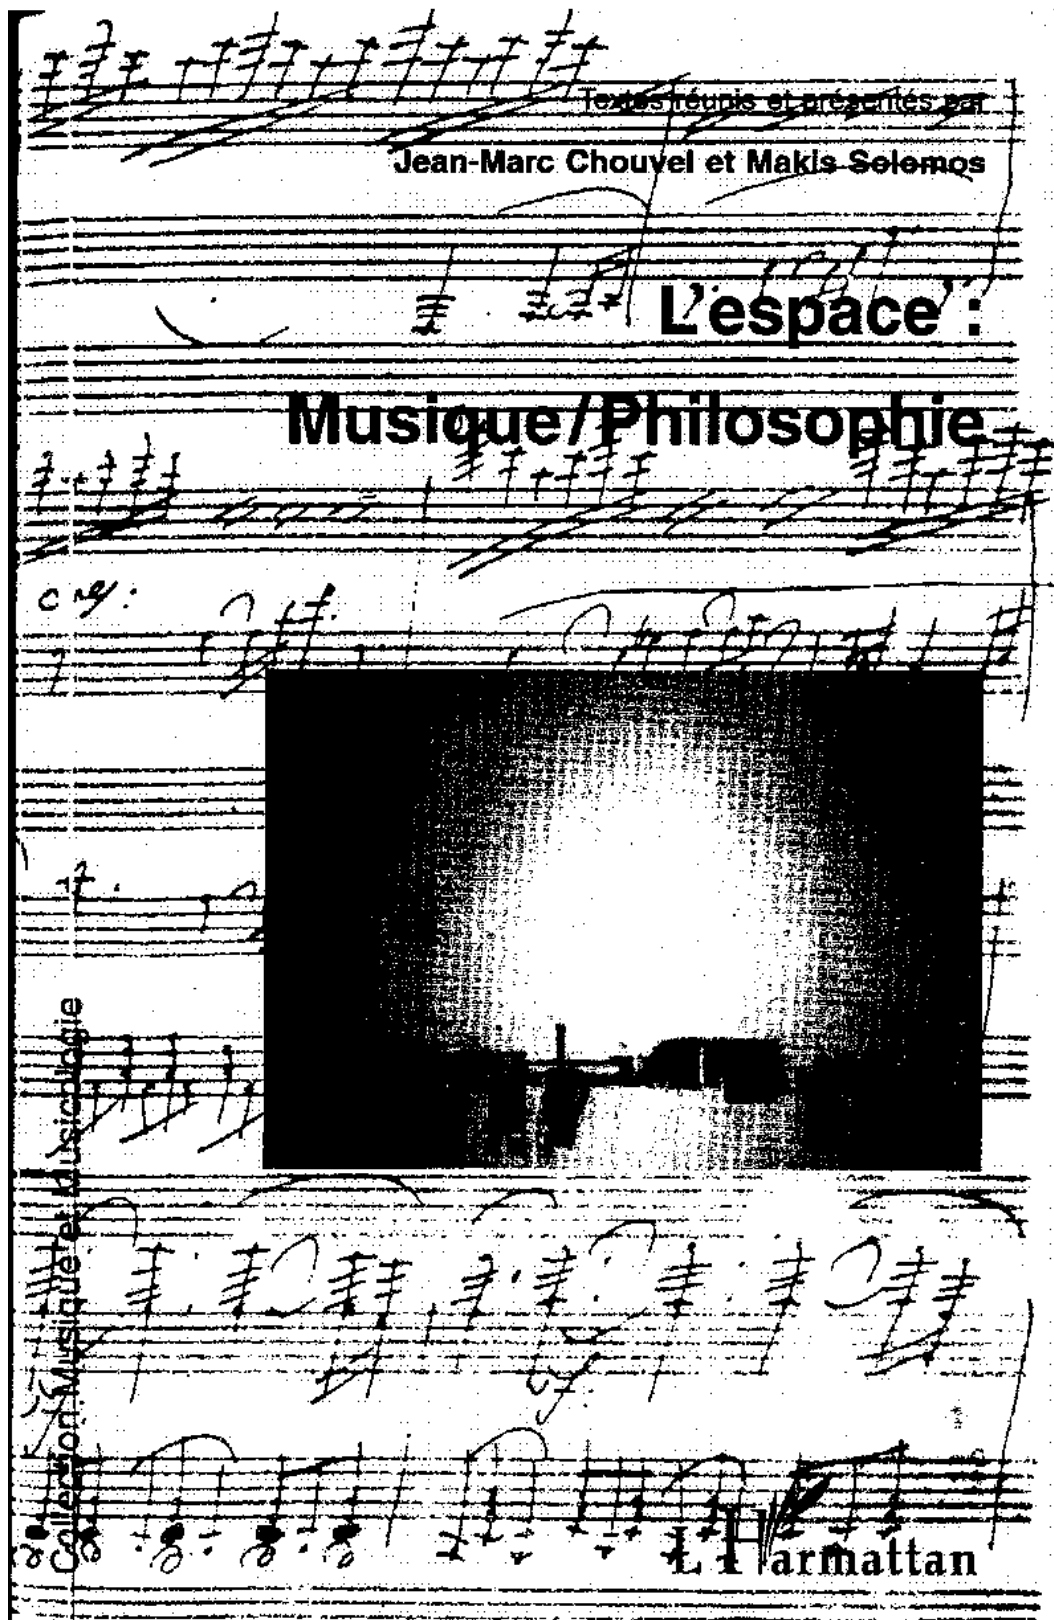 Textes réunis et présentés par
Jean-Marc Chouvel et Makis Solomos
L'espace :
Musique/Philosophie
cres:
Collection Musique et Musicologie
L'Harmattan